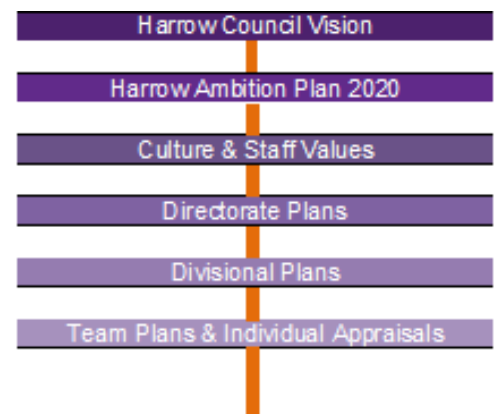 Harrow Council Vision
Harrow Ambition Plan 2020
Culture & Staff Values
Directorate Plans
Divisional Plans
Team Plans & Individual Appraisals